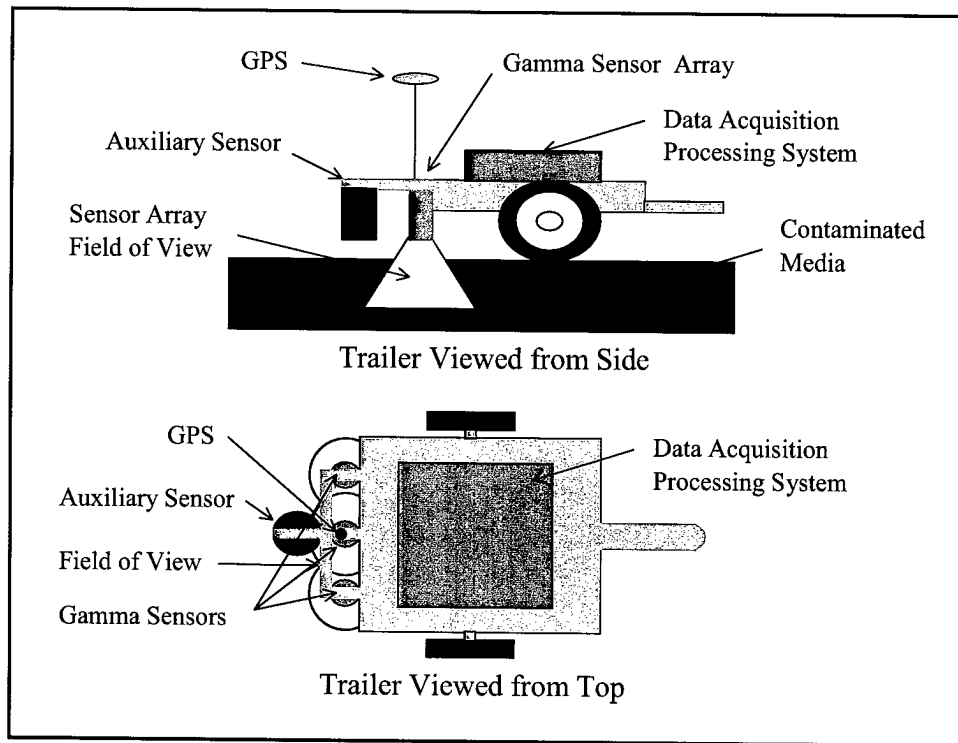 GPS
Gamma Sensor Array
Auxiliary Sensor
Data Acquisition
Processing System
Sensor Array
Field of View
Contaminated
Media
Trailer Viewed from Side
GPS
Data Acquisition
Processing System
Auxiliary Sensor
Field of View
Gamma Sensors
Trailer Viewed from Top